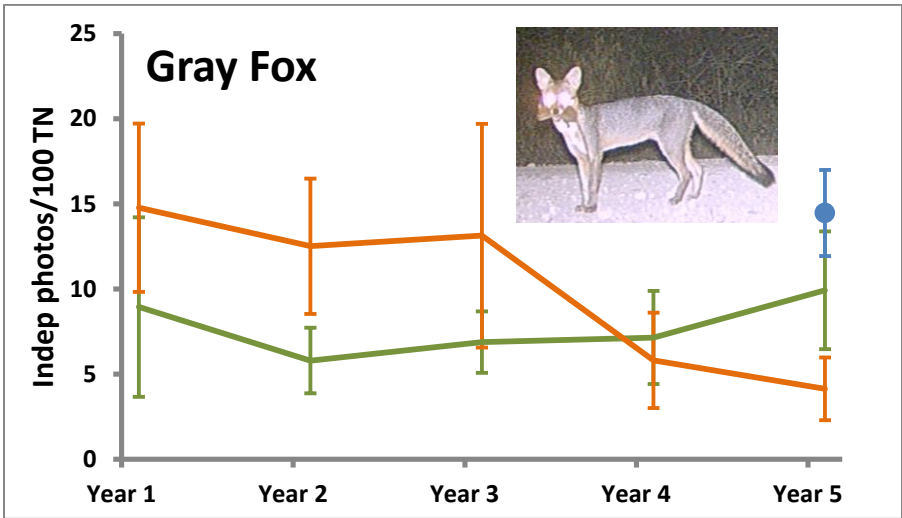 Gray Fox
Indep photos/100 TN
25
20
15
10
5
0
Year 1
Year 2
Year 3
Year 4
Year 5